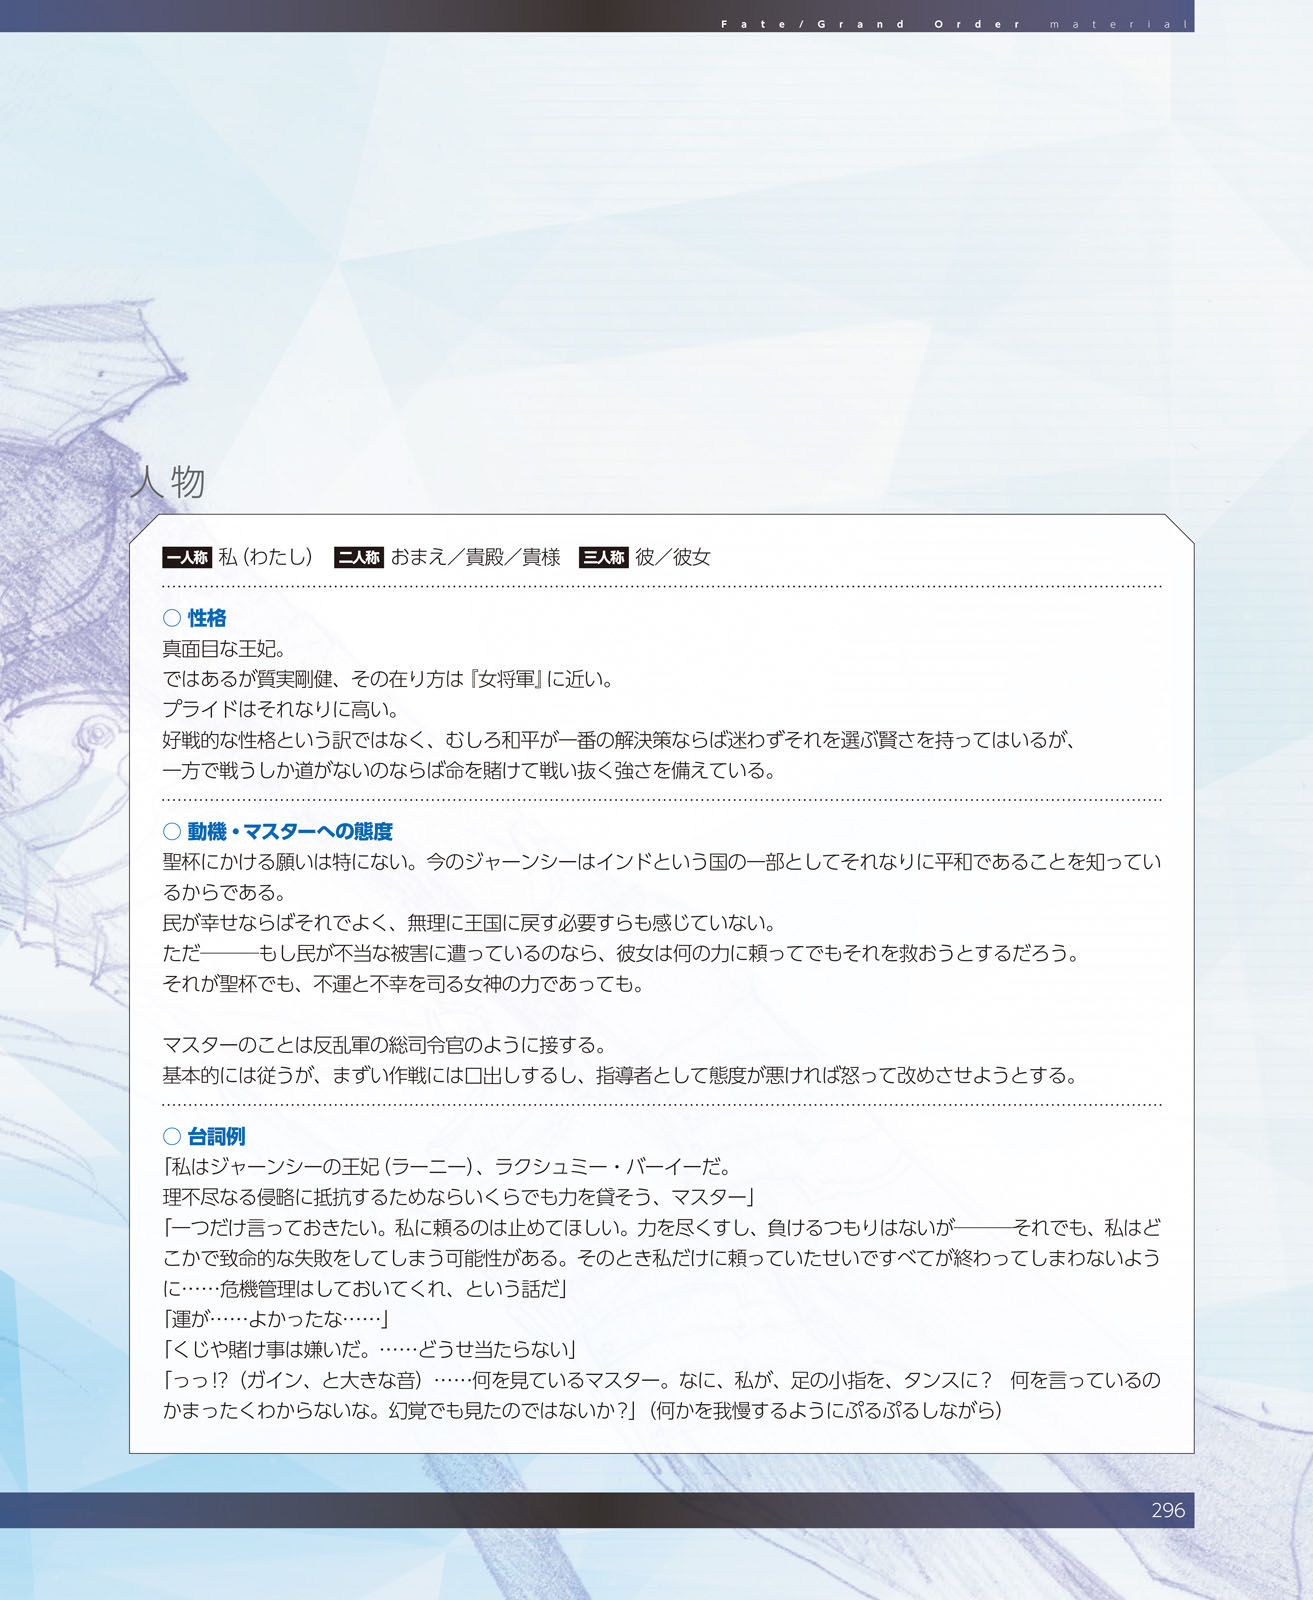 Fate/Grand Order material
人物
一人称 私（わたし） 二人称 おまえ／貴殿／貴様 三人称 彼／彼女
○ 性格
真面目な王妃。
ではあるが質実剛健、その在り方は『女将軍』に近い。
プライドはそれなりに高い。
好戦的な性格という訳ではなく、むしろ和平が一番の解決策ならば迷わずそれを選ぶ賢さを持ってはいるが、
一方で戦うしか道がないのならば命を賭けて戦い抜く強さを備えている。
○ 動機・マスターへの態度
聖杯にかける願いは特にない。今のジャーンシーはインドという国の一部としてそれなりに平和であることを知ってい
るからである。
民が幸せならばそれでよく、無理に王国に戻す必要すらも感じていない。
ただ───もし民が不当な被害に遭っているのなら、彼女は何の力に頼ってでもそれを救おうとするだろう。
それが聖杯でも、不運と不幸を司る女神の力であっても。
マスターのことは反乱軍の総司令官のように接する。
基本的には従うが、まずい作戦には口出しするし、指導者として態度が悪ければ怒って改めさせようとする。
○ 台詞例
「私はジャーンシーの王妃（ラーニー）、ラクシュミー・バーイーだ。
理不尽なる侵略に抵抗するためならいくらでも力を貸そう、マスター」
「一つだけ言っておきたい。私に頼るのは止めてほしい。力を尽くすし、負けるつもりはないが───それでも、私はど
こかで致命的な失敗をしてしまう可能性がある。そのとき私だけに頼っていたせいですべてが終わってしまわないよう
に……危機管理はしておいてくれ、という話だ」
「運が……よかったな……」
「くじや賭け事は嫌いだ。……どうせ当たらない」
「っっ!?（ガイン、と大きな音）……何を見ているマスター。なに、私が、足の小指を、タンスに？　何を言っているの
かまったくわからないな。幻覚でも見たのではないか？」（何かを我慢するようにぷるぷるしながら）
296